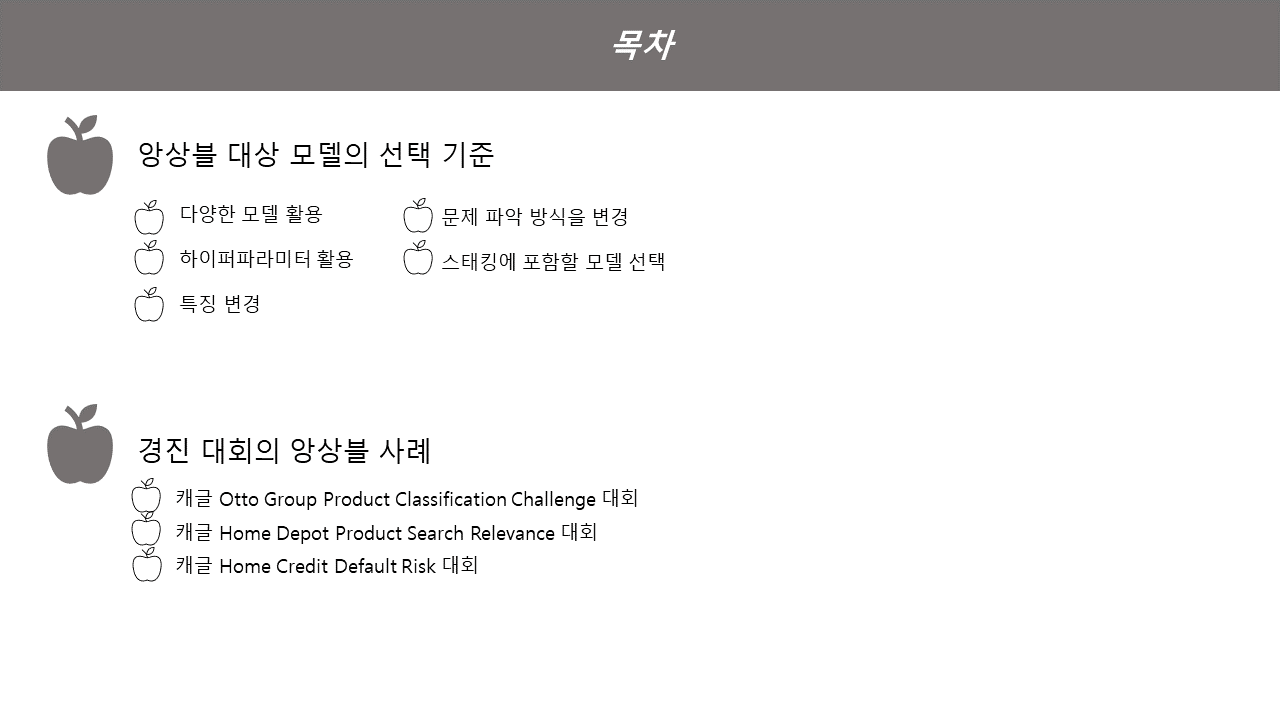 목차
앙상블 대상 모델의 선택 기준
다양한 모델 활용
하이퍼파라미터 활용
특징 변경
문제 파악 방식을 변경
스태킹에 포함할 모델 선택
경진 대회의 앙상블 사례
캐글 Otto Group Product Classification Challenge 대회
캐글 Home Depot Product Search Relevance 대회
캐글 Home Credit Default Risk 대회